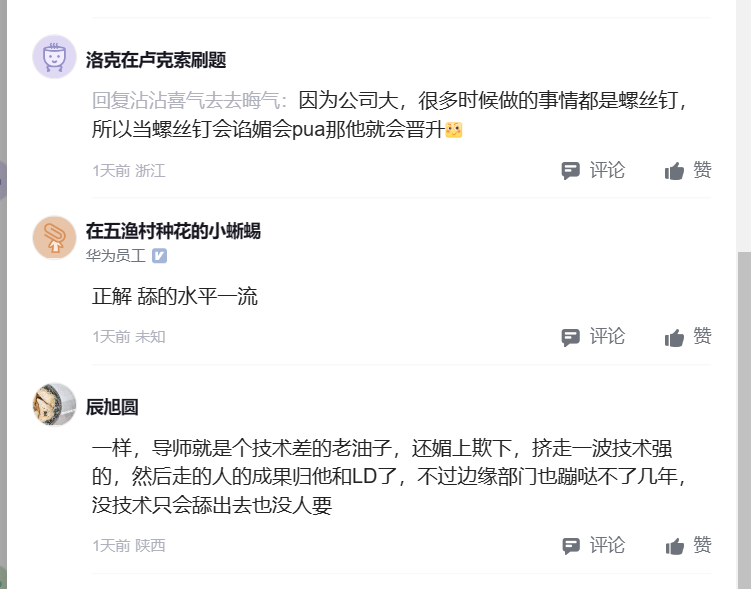 洛克在卢克索刷题
回复沾沾喜气去去晦气：因为公司大，很多时候做的事情都是螺丝钉，
所以当螺丝钉会谄媚会pua那他就会晋升
1天前 浙江 评论 赞
在五渔村种花的小蜥蜴
华为员工
正解 舔的水平一流
1天前 未知 评论 赞
辰旭圆
一样，导师就是个技术差的老油子，还媚上欺下，挤走一波技术强
的，然后走的人的成果归他和LD了，不过边缘部门也蹦哒不了几年，
没技术只会舔出去也没人要
1天前 陕西 评论 赞